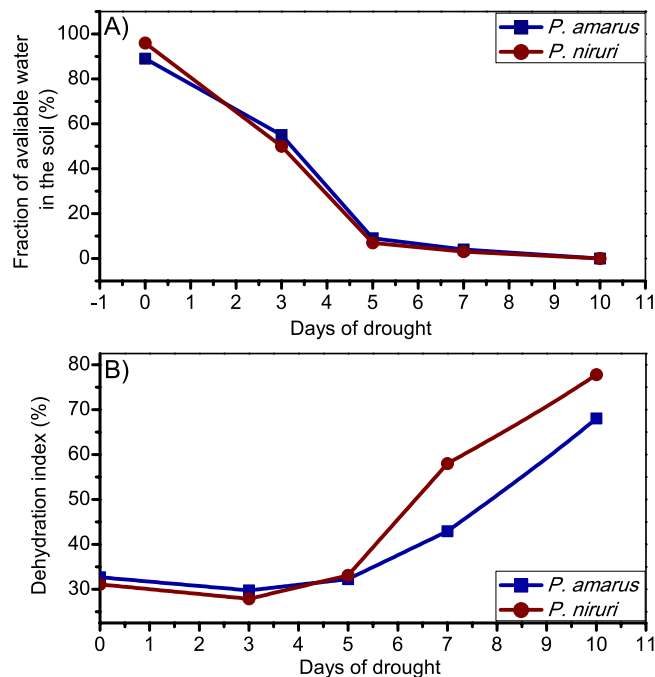 A)
P. amarus
P. niruri
100
80
60
40
20
0
Fraction of avaliable water
in the soil (%)
-1 0 1 2 3 4 5 6 7 8 9 10 11
Days of drought
B)
80
70
60
50
40
30
Dehydration index (%)
P. amarus
P. niruri
0 1 2 3 4 5 6 7 8 9 10 11
Days of drought